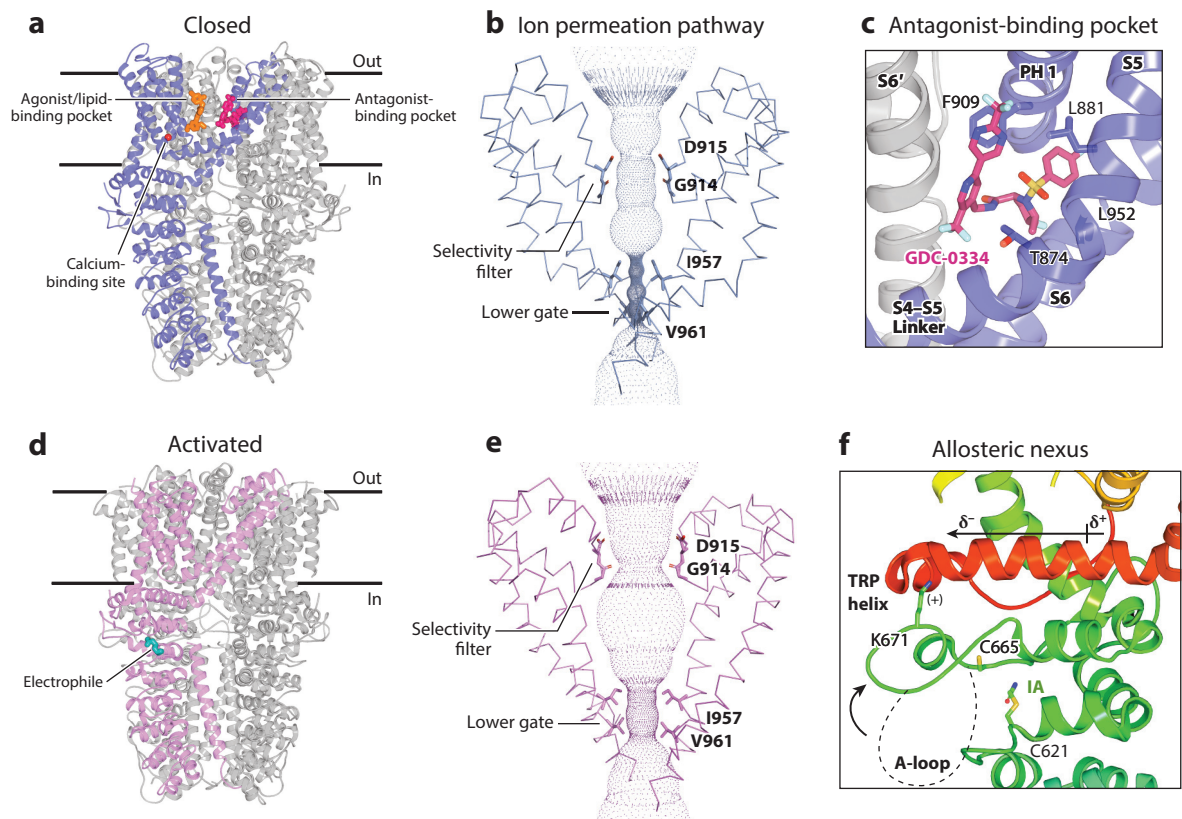 a
Closed
Out
Agonist/lipid-
binding pocket
Antagonist-
binding pocket
In
Calcium-
binding site
b
Ion permeation pathway
D915
G914
Selectivity
filter
I957
Lower gate
V961
c
Antagonist-binding pocket
S6′
PH 1
S5
F909
L881
L952
GDC-0334
T874
S6
S4–S5
Linker
d
Activated
Out
In
Electrophile
e
D915
G914
Selectivity
filter
Lower gate
I957
V961
f
Allosteric nexus
δ−
δ+
TRP
helix
(+)
K671
C665
IA
A-loop
C621